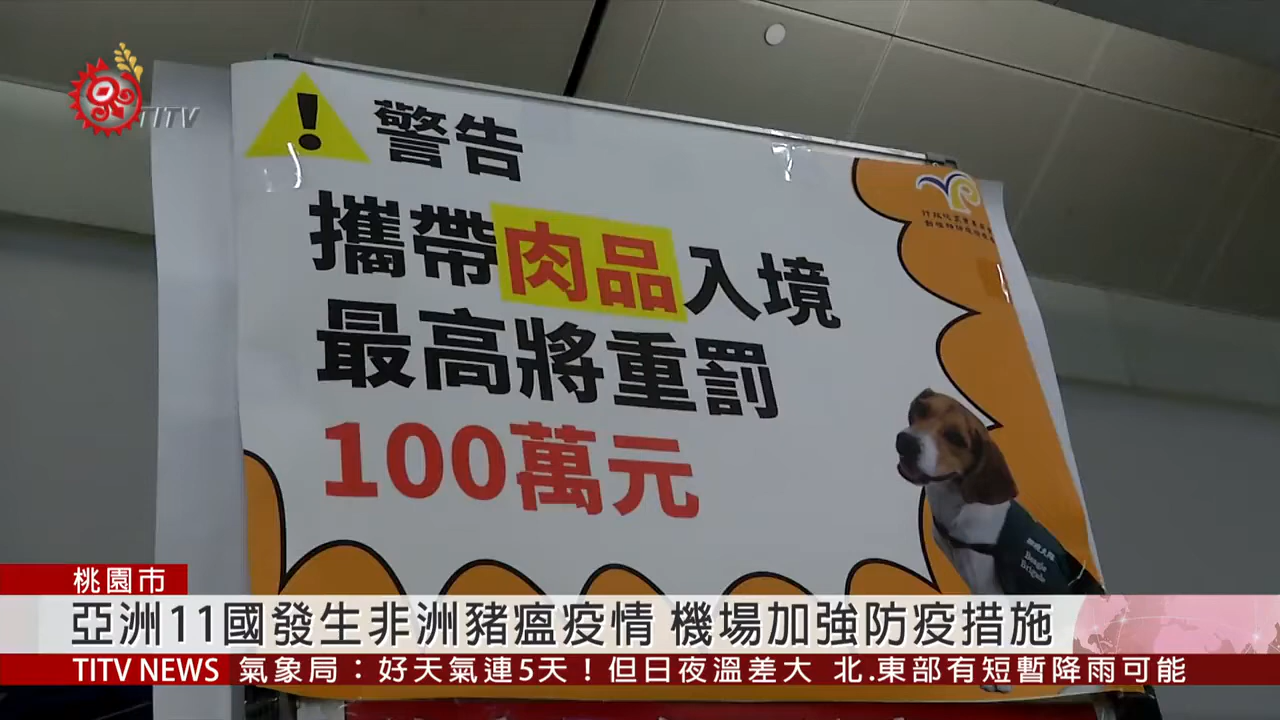 TITV
警告
攜帶肉品入境
最高將重罰
100萬元
Beagle
Brigade
桃園市
亞洲11國發生非洲豬瘟疫情 機場加強防疫措施
TITV NEWS 氣象局：好天氣連5天！但日夜溫差大 北.東部有短暫降雨可能